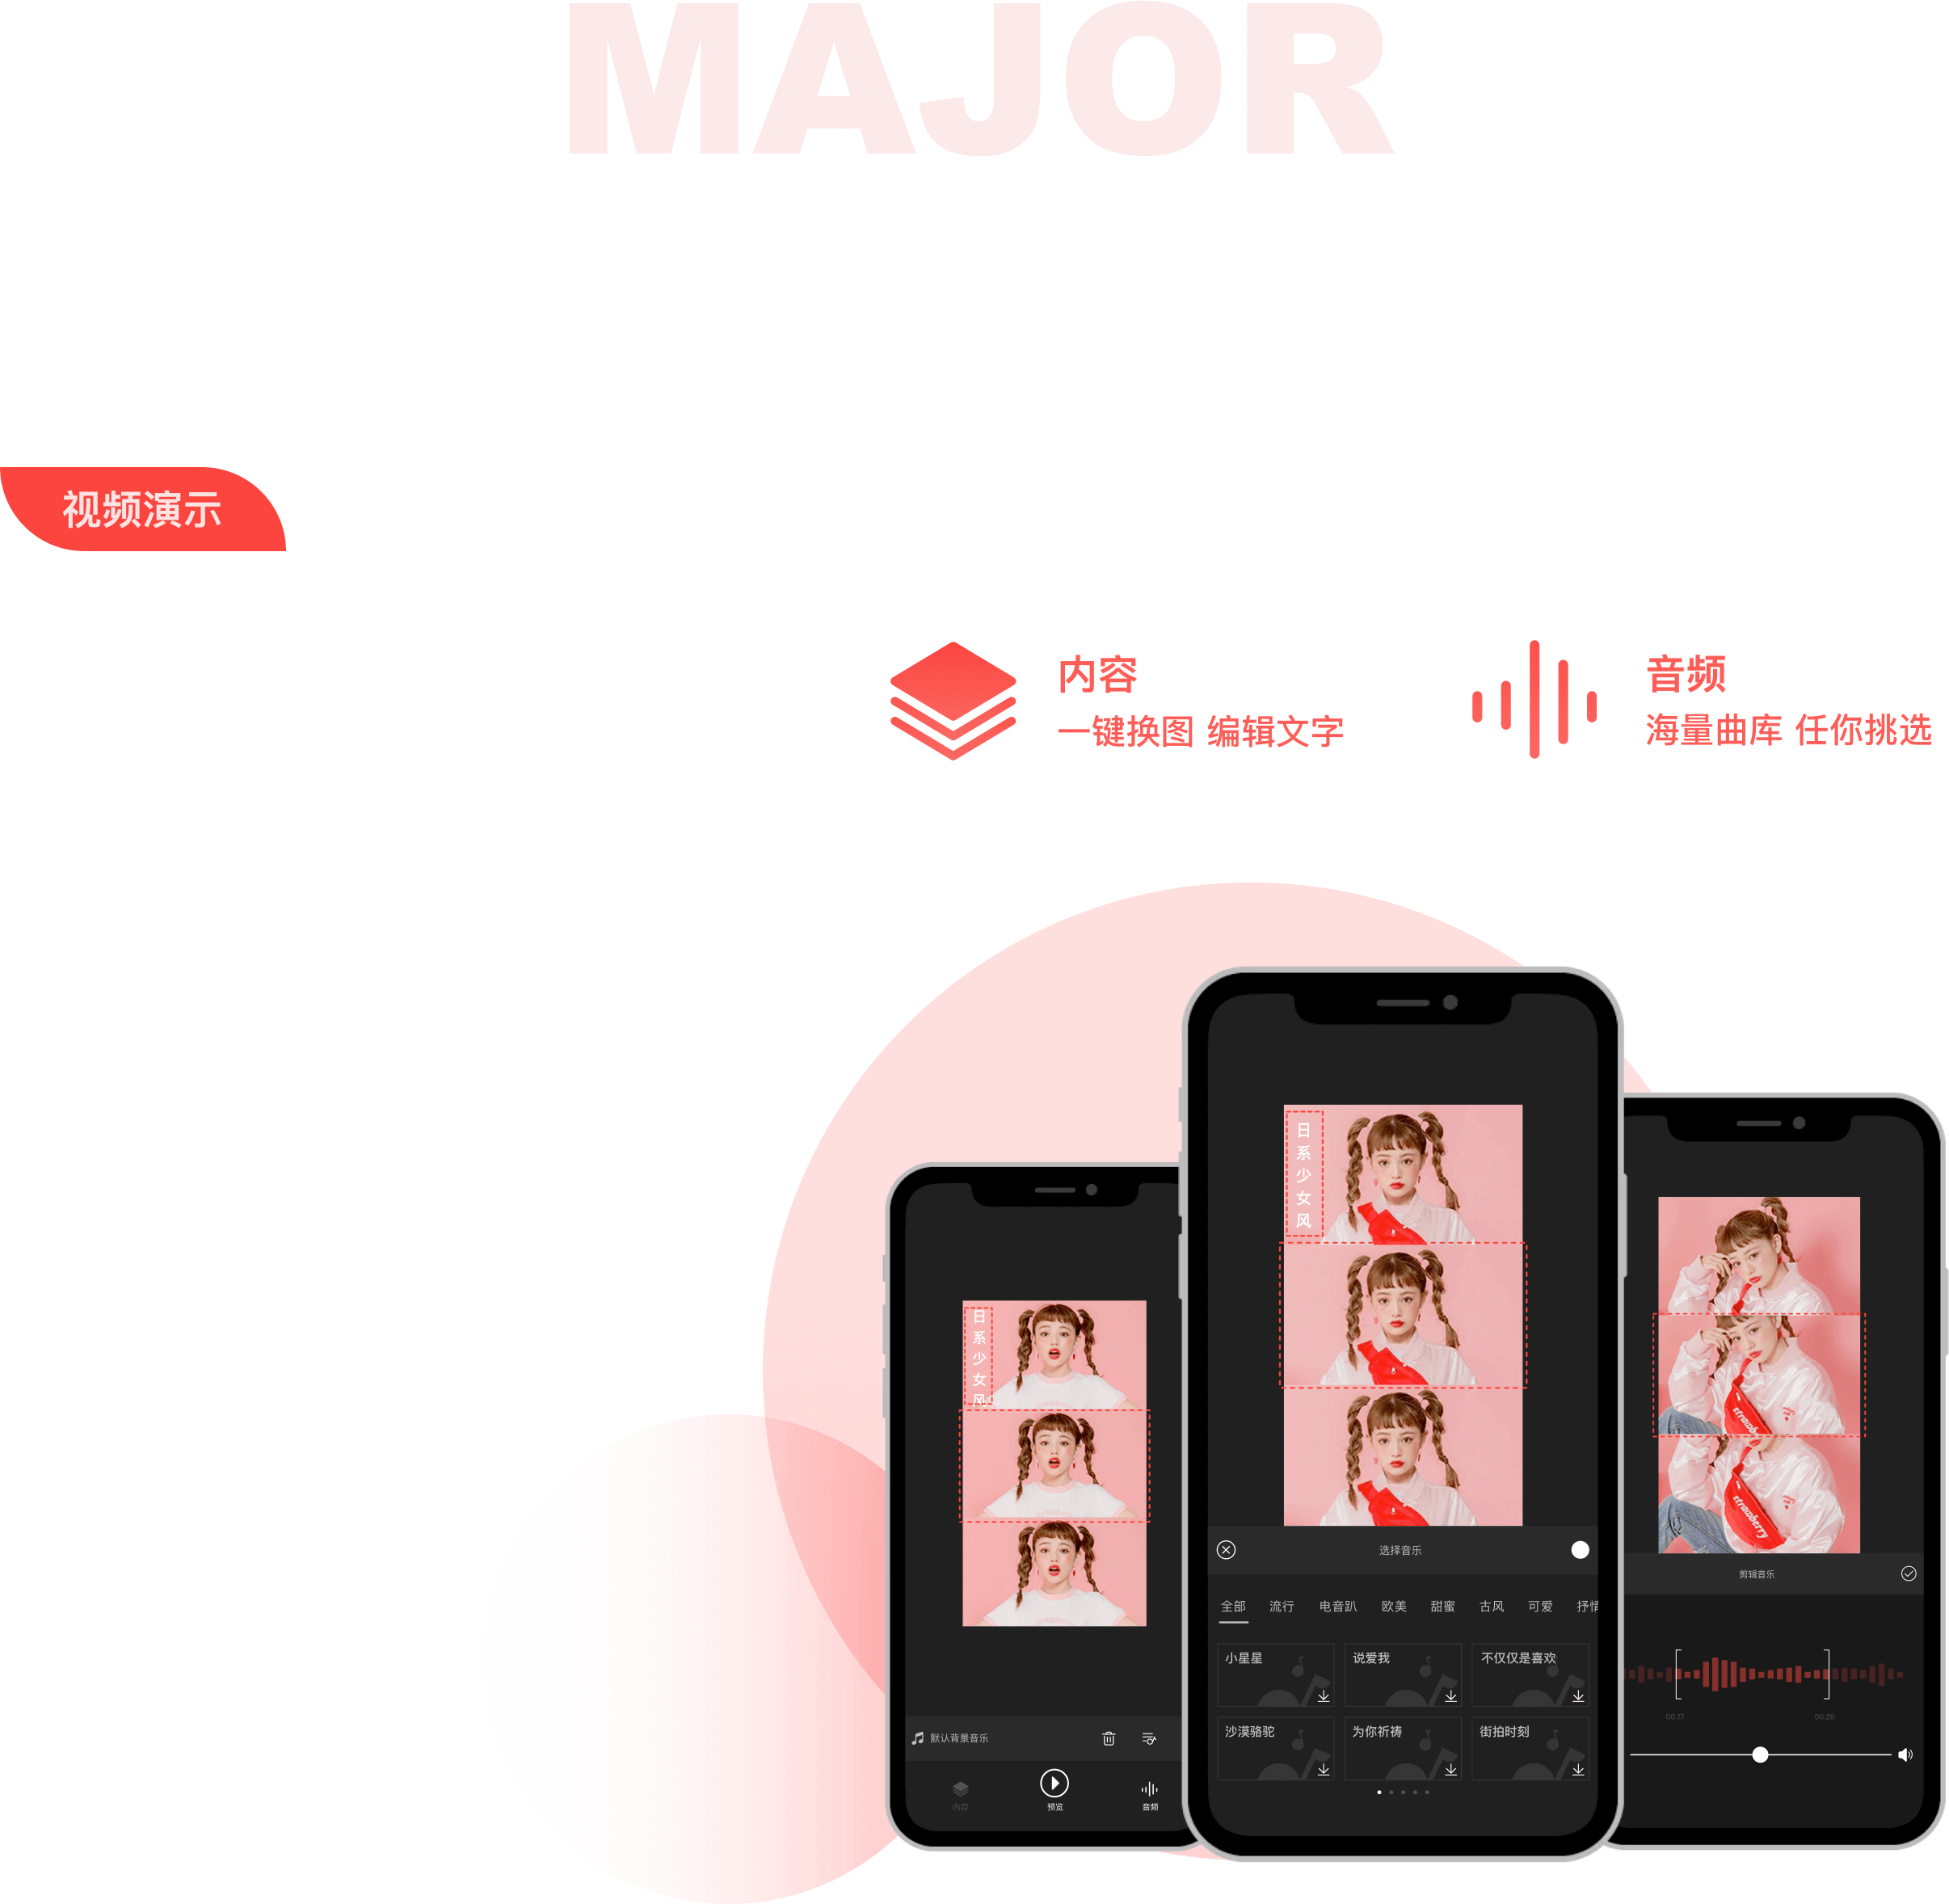 MAJOR
视频演示
内容
一键换图 编辑文字
音频
海量曲库 任你挑选
日系少女风
默认背景音乐
内容
预览
音频
日系少女风
选择音乐
全部 流行 电音趴 欧美 甜蜜 古风 可爱 抒情
小星星 说爱我 不仅仅是喜欢
沙漠骆驼 为你祈祷 街拍时刻
strawberry
strawberry
剪辑音乐
00:17 00:29